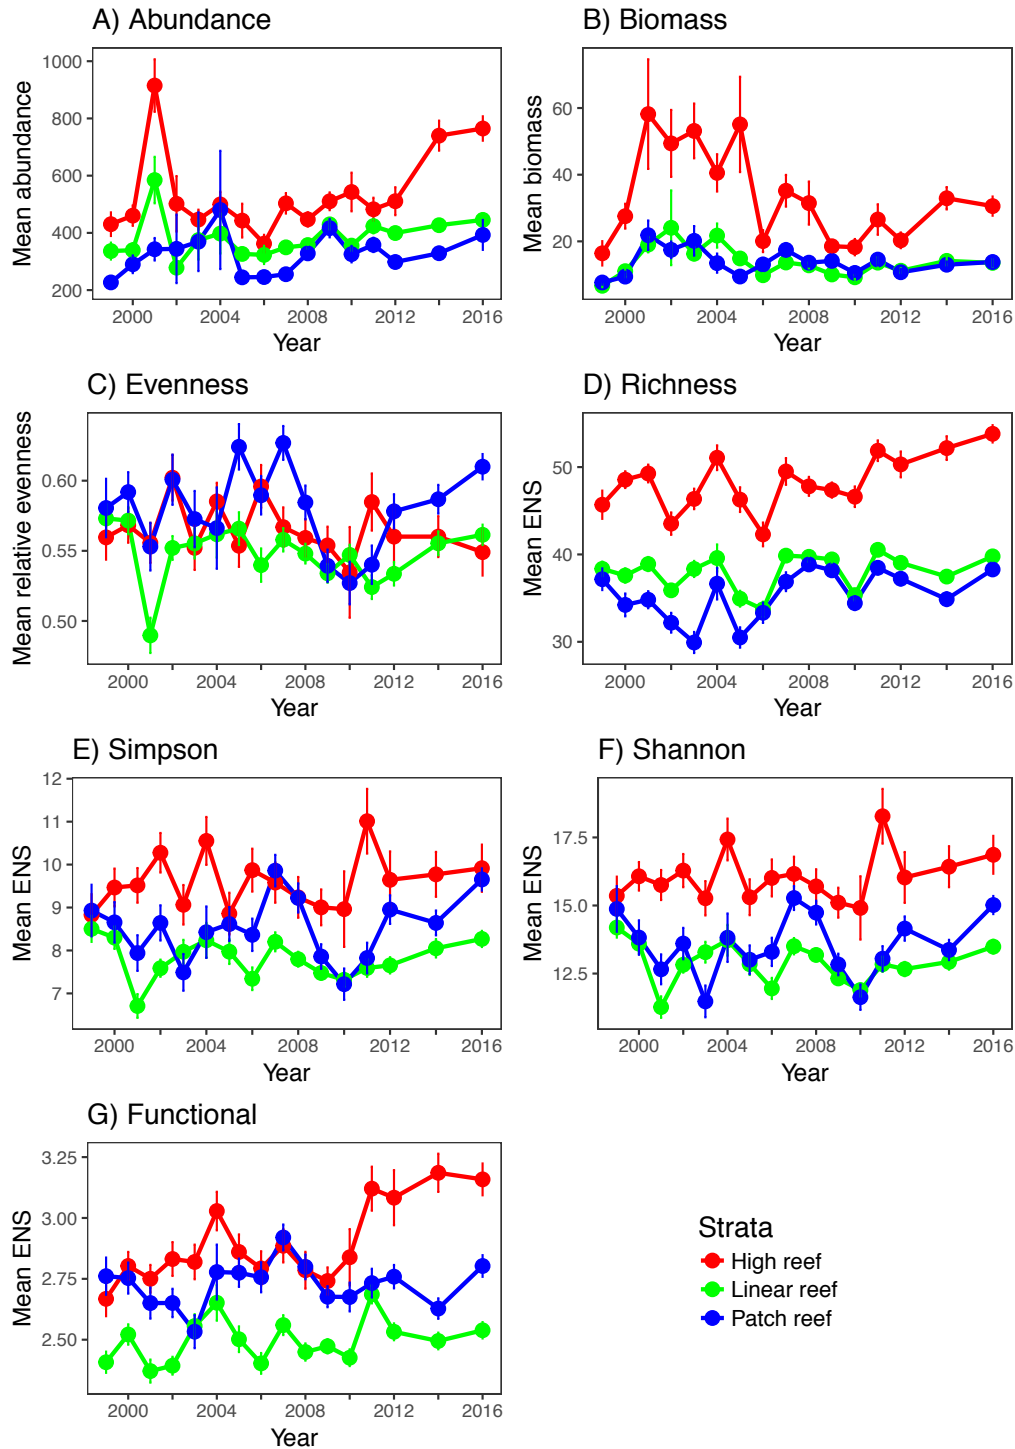 A) Abundance
Mean abundance
1000
800
600
400
200
2000 2004 2008 2012 2016
Year
B) Biomass
Mean biomass
60
40
20
2000 2004 2008 2012 2016
Year
C) Evenness
Mean relative evenness
0.60
0.55
0.50
2000 2004 2008 2012 2016
Year
D) Richness
Mean ENS
50
40
30
2000 2004 2008 2012 2016
Year
E) Simpson
Mean ENS
12
11
10
9
8
7
2000 2004 2008 2012 2016
Year
F) Shannon
Mean ENS
17.5
15.0
12.5
2000 2004 2008 2012 2016
Year
G) Functional
Mean ENS
3.25
3.00
2.75
2.50
2000 2004 2008 2012 2016
Year
Strata
High reef
Linear reef
Patch reef